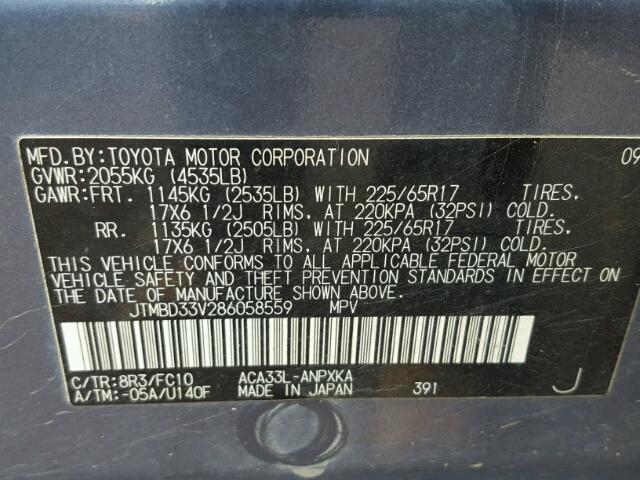 MFD.BY:TOYOTA MOTOR CORPORATION 09
GVWR:2055KG (4535LB)
GAWR:FRT. 1145KG (2535LB) WITH 225/65R17 TIRES,
17X6 1/2J RIMS, AT 220KPA (32PSI) COLD.
RR. 1135KG (2505LB) WITH 225/65R17 TIRES,
17X6 1/2J RIMS, AT 220KPA (32PSI) COLD.
THIS VEHICLE CONFORMS TO ALL APPLICABLE FEDERAL MOTOR
VEHICLE SAFETY AND THEFT PREVENTION STANDARDS IN EFFECT ON
THE DATE OF MANUFACTURE SHOWN ABOVE.
JTMBD33V286058559 MPV
C/TR:8R3/FC10 ACA33L-ANPXKA
A/TM:-05A/U140F MADE IN JAPAN 391 J